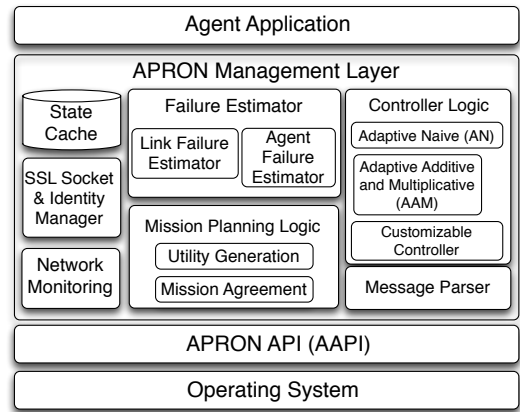 Agent Application
APRON Management Layer
State
Cache
SSL Socket
& Identity
Manager
Network
Monitoring
Failure Estimator
Link Failure
Estimator
Agent
Failure
Estimator
Mission Planning Logic
Utility Generation
Mission Agreement
Controller Logic
Adaptive Naive (AN)
Adaptive Additive
and Multiplicative
(AAM)
Customizable
Controller
Message Parser
APRON API (AAPI)
Operating System